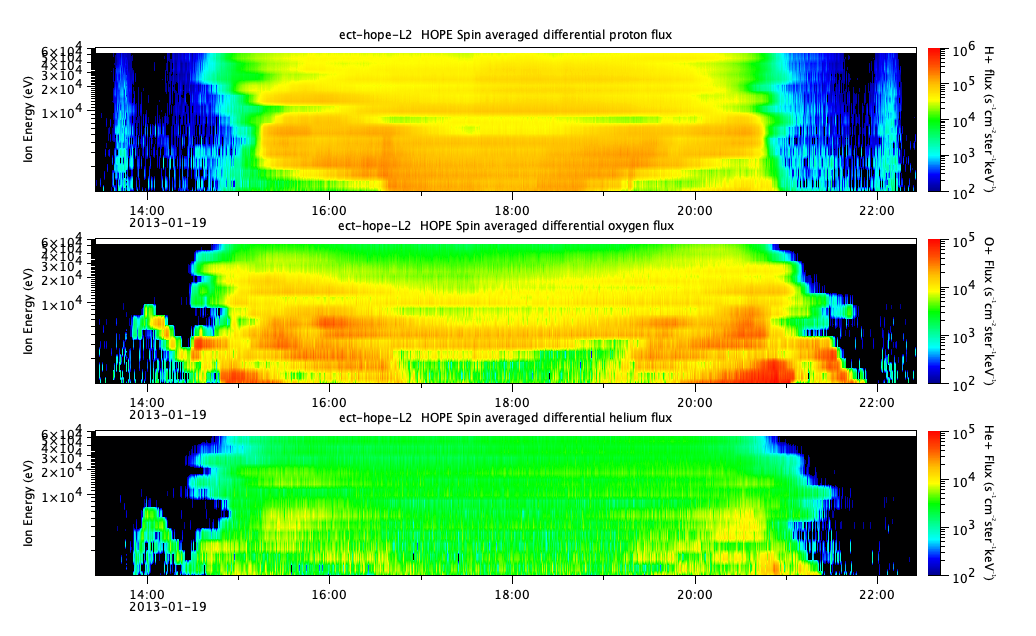 ect-hope-L2 HOPE Spin averaged differential proton flux
Ion Energy (eV)
6×10⁴
3×10⁴
2×10⁴
1×10⁴
10⁶
10⁵
10⁴
10³
10²
H+ flux (s⁻¹cm⁻²ster⁻¹keV⁻¹)
14:00 16:00 18:00 20:00 22:00
2013-01-19
ect-hope-L2 HOPE Spin averaged differential oxygen flux
Ion Energy (eV)
6×10⁴
3×10⁴
2×10⁴
1×10⁴
10⁵
10⁴
10³
10²
O+ Flux (s⁻¹cm⁻²ster⁻¹keV⁻¹)
14:00 16:00 18:00 20:00 22:00
2013-01-19
ect-hope-L2 HOPE Spin averaged differential helium flux
Ion Energy (eV)
6×10⁴
3×10⁴
2×10⁴
1×10⁴
10⁵
10⁴
10³
10²
He+ Flux (s⁻¹cm⁻²ster⁻¹keV⁻¹)
14:00 16:00 18:00 20:00 22:00
2013-01-19